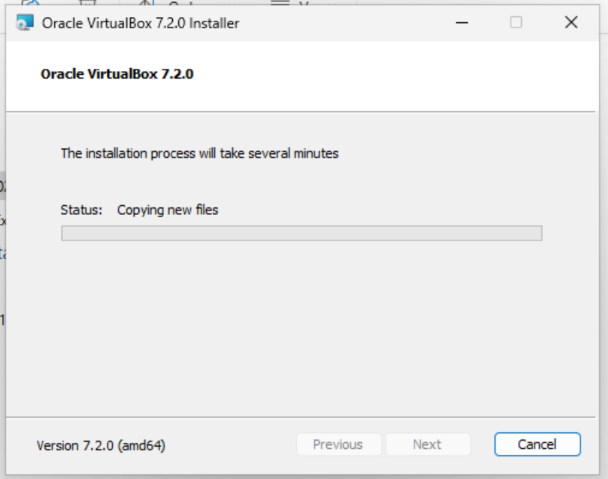 Oracle VirtualBox 7.2.0 Installer
Oracle VirtualBox 7.2.0
The installation process will take several minutes
Status: Copying new files
Version 7.2.0 (amd64)
Previous
Next
Cancel